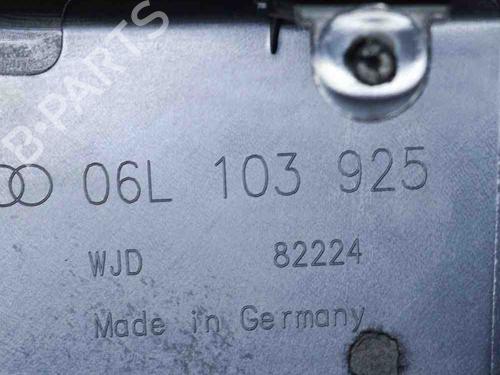 B-PARTS
06L 103 925
WJD 82224
Made in Germany